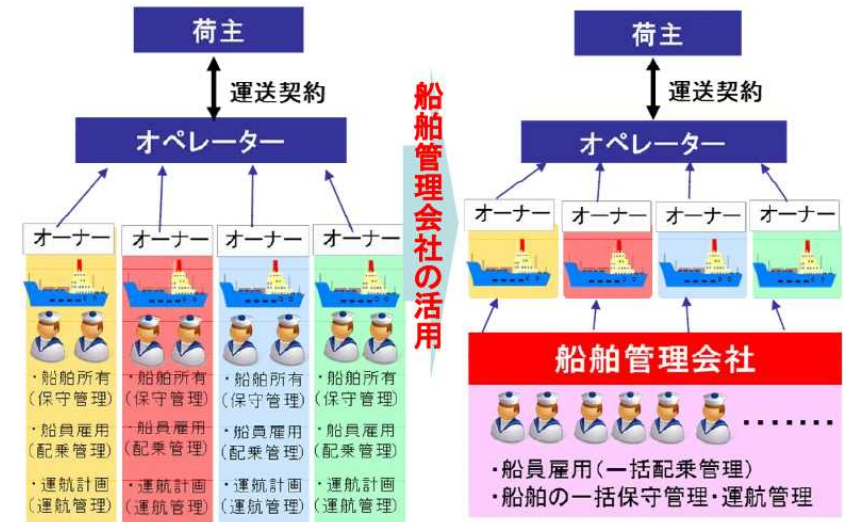 荷主
運送契約
オペレーター
オーナー
オーナー
オーナー
オーナー
・船舶所有
(保守管理)
・船員雇用
(配乗管理)
・運航計画
(運航管理)
・船舶所有
(保守管理)
・船員雇用
(配乗管理)
・運航計画
(運航管理)
・船舶所有
(保守管理)
・船員雇用
(配乗管理)
・運航計画
(運航管理)
・船舶所有
(保守管理)
・船員雇用
(配乗管理)
・運航計画
(運航管理)
船舶管理会社の活用
荷主
運送契約
オペレーター
オーナー
オーナー
オーナー
オーナー
船舶管理会社
・・・・・・・
・船員雇用(一括配乗管理)
・船舶の一括保守管理・運航管理